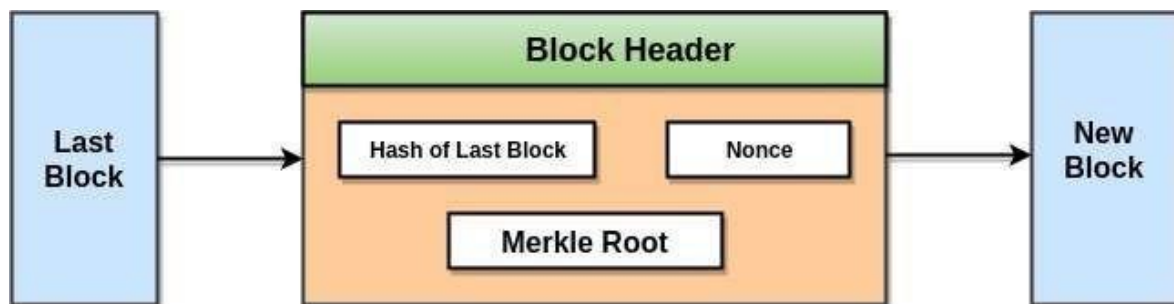 Block Header
Last
Block
Hash of Last Block
Nonce
Merkle Root
New
Block